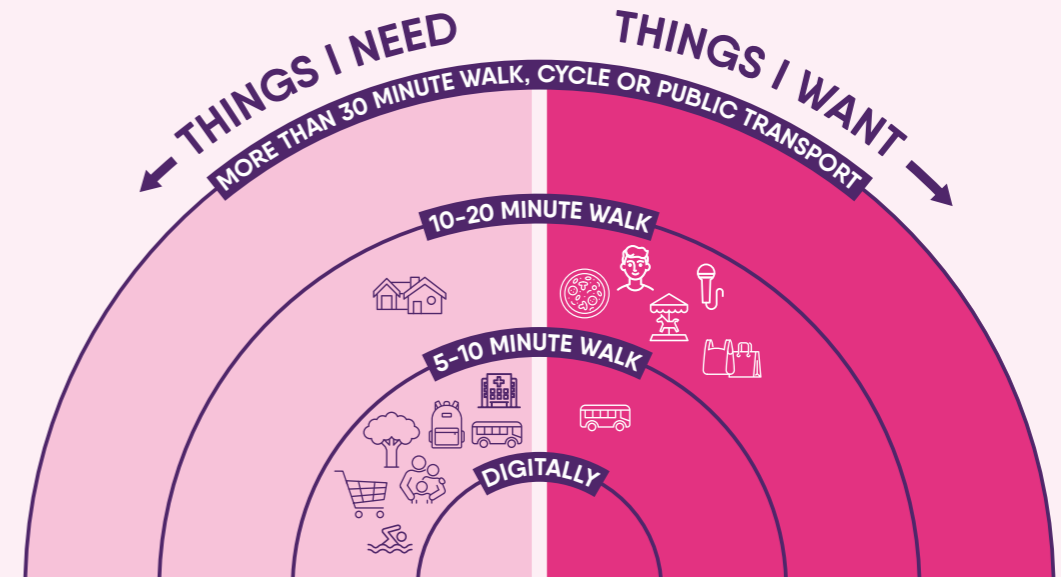 THINGS I NEED
THINGS I WANT
MORE THAN 30 MINUTE WALK, CYCLE OR PUBLIC TRANSPORT
10-20 MINUTE WALK
5-10 MINUTE WALK
DIGITALLY